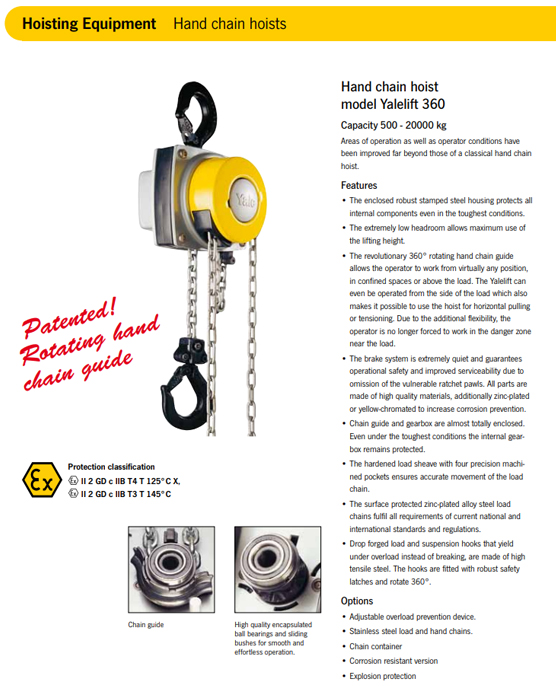 Hoisting Equipment Hand chain hoists
Hand chain hoist
model Yalelift 360
Capacity 500 - 20000 kg
Areas of operation as well as operator conditions have
been improved far beyond those of a classical hand chain
hoist.
Features
• The enclosed robust stamped steel housing protects all
internal components even in the toughest conditions.
• The extremely low headroom allows maximum use of
the lifting height.
• The revolutionary 360° rotating hand chain guide
allows the operator to work from virtually any position,
in confined spaces or above the load. The Yalelift can
even be operated from the side of the load which also
makes it possible to use the hoist for horizontal pulling
or tensioning. Due to the additional flexibility, the
operator is no longer forced to work in the danger zone
near the load.
• The brake system is extremely quiet and guarantees
operational safety and improved serviceability due to
omission of the vulnerable ratchet pawls. All parts are
made of high quality materials, additionally zinc-plated
or yellow-chromated to increase corrosion prevention.
• Chain guide and gearbox are almost totally enclosed.
Even under the toughest conditions the internal gear-
box remains protected.
• The hardened load sheave with four precision machi-
ned pockets ensures accurate movement of the load
chain.
• The surface protected zinc-plated alloy steel load
chains fulfil all requirements of current national and
international standards and regulations.
• Drop forged load and suspension hooks that yield
under overload instead of breaking, are made of high
tensile steel. The hooks are fitted with robust safety
latches and rotate 360°.
Options
• Adjustable overload prevention device.
• Stainless steel load and hand chains.
• Chain container
• Corrosion resistant version
• Explosion protection
Yale
Patented!
Rotating hand
chain guide
Ex
Protection classification
Ex II 2 GD c IIB T4 T 125°C X,
Ex II 2 GD c IIB T3 T 145°C
Chain guide
High quality encapsulated
ball bearings and sliding
bushes for smooth and
effortless operation.